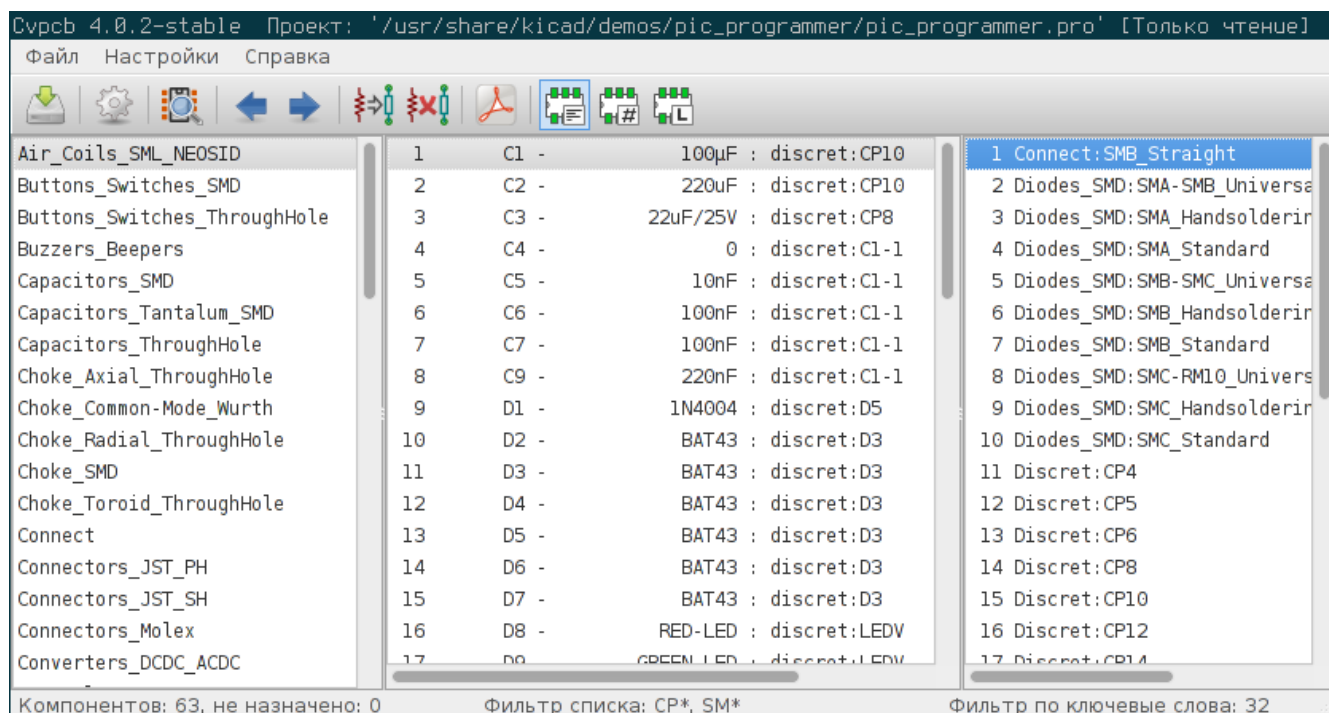 Cvpcb 4.0.2-stable Проект: '/usr/share/kicad/demos/pic_programmer/pic_programmer.pro' [Только чтение]
Файл Настройки Справка
Air_Coils_SML_NEOSID
Buttons_Switches_SMD
Buttons_Switches_ThroughHole
Buzzers_Beepers
Capacitors_SMD
Capacitors_Tantalum_SMD
Capacitors_ThroughHole
Choke_Axial_ThroughHole
Choke_Common-Mode_Wurth
Choke_Radial_ThroughHole
Choke_SMD
Choke_Toroid_ThroughHole
Connect
Connectors_JST_PH
Connectors_JST_SH
Connectors_Molex
Converters_DCDC_ACDC
1 C1 - 100µF : discret:CP10
2 C2 - 220uF : discret:CP10
3 C3 - 22uF/25V : discret:CP8
4 C4 - 0 : discret:C1-1
5 C5 - 10nF : discret:C1-1
6 C6 - 100nF : discret:C1-1
7 C7 - 100nF : discret:C1-1
8 C9 - 220nF : discret:C1-1
9 D1 - 1N4004 : discret:D5
10 D2 - BAT43 : discret:D3
11 D3 - BAT43 : discret:D3
12 D4 - BAT43 : discret:D3
13 D5 - BAT43 : discret:D3
14 D6 - BAT43 : discret:D3
15 D7 - BAT43 : discret:D3
16 D8 - RED-LED : discret:LEDV
17 D9 - GREEN-LED : discret:LEDV
1 Connect:SMB_Straight
2 Diodes_SMD:SMA-SMB_Universa
3 Diodes_SMD:SMA_Handsolderin
4 Diodes_SMD:SMA_Standard
5 Diodes_SMD:SMB-SMC_Universa
6 Diodes_SMD:SMB_Handsolderin
7 Diodes_SMD:SMB_Standard
8 Diodes_SMD:SMC-RM10_Univers
9 Diodes_SMD:SMC_Handsolderin
10 Diodes_SMD:SMC_Standard
11 Discret:CP4
12 Discret:CP5
13 Discret:CP6
14 Discret:CP8
15 Discret:CP10
16 Discret:CP12
17 Discret:CP14
Компонентов: 63, не назначено: 0 Фильтр списка: CP*, SM* Фильтр по ключевые слова: 32